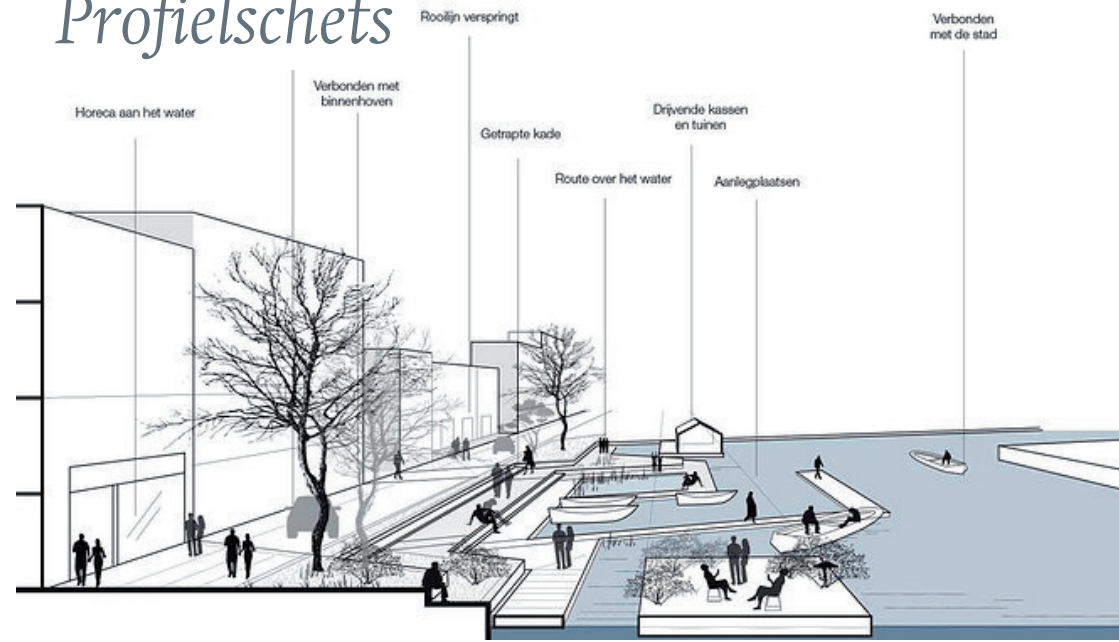 Profielschets
Rooilijn verspringt
Verbonden
met de stad
Verbonden met
binnenhoven
Horeca aan het water
Drijvende kassen
en tuinen
Getrapte kade
Route over het water
Aanlegplaatsen